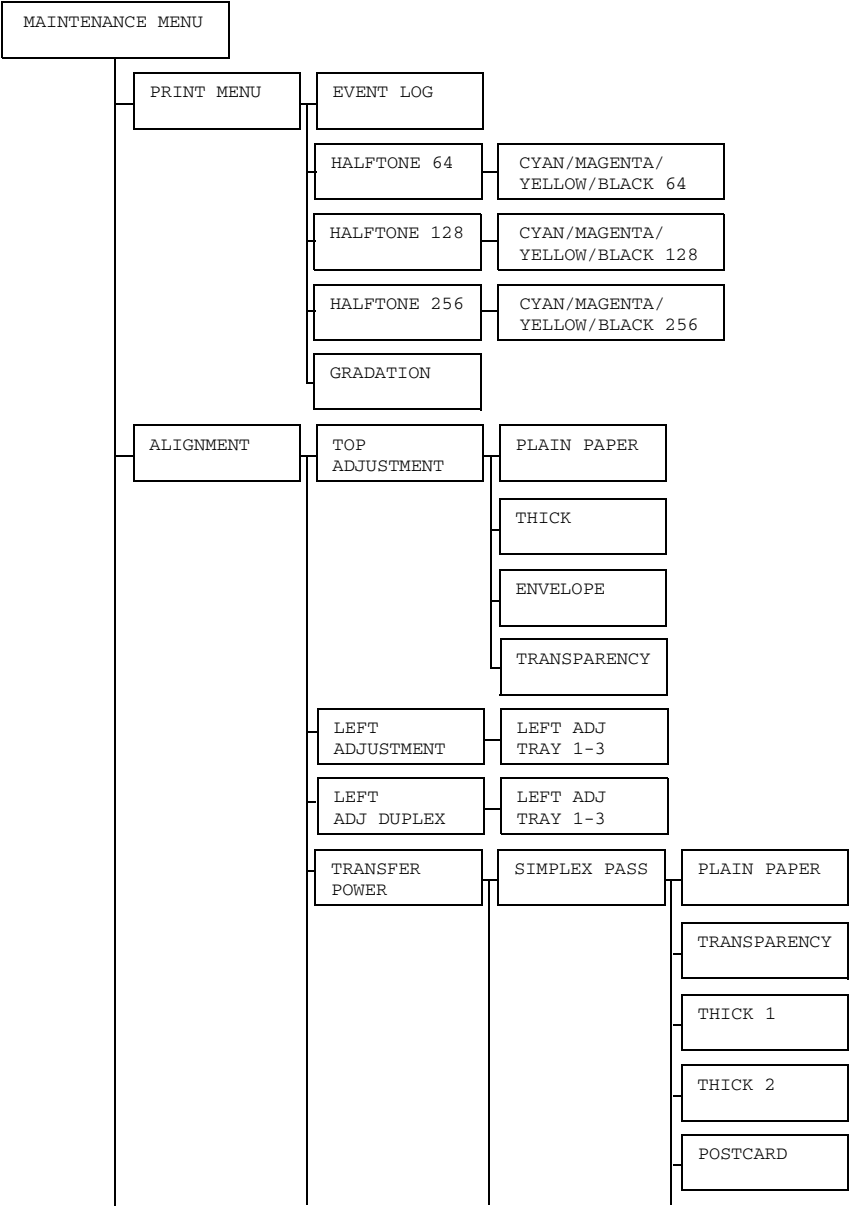 MAINTENANCE MENU
PRINT MENU
EVENT LOG
HALFTONE 64
CYAN/MAGENTA/
YELLOW/BLACK 64
HALFTONE 128
CYAN/MAGENTA/
YELLOW/BLACK 128
HALFTONE 256
CYAN/MAGENTA/
YELLOW/BLACK 256
GRADATION
ALIGNMENT
TOP
ADJUSTMENT
PLAIN PAPER
THICK
ENVELOPE
TRANSPARENCY
LEFT
ADJUSTMENT
LEFT ADJ
TRAY 1-3
LEFT
ADJ DUPLEX
LEFT ADJ
TRAY 1-3
TRANSFER
POWER
SIMPLEX PASS
PLAIN PAPER
TRANSPARENCY
THICK 1
THICK 2
POSTCARD